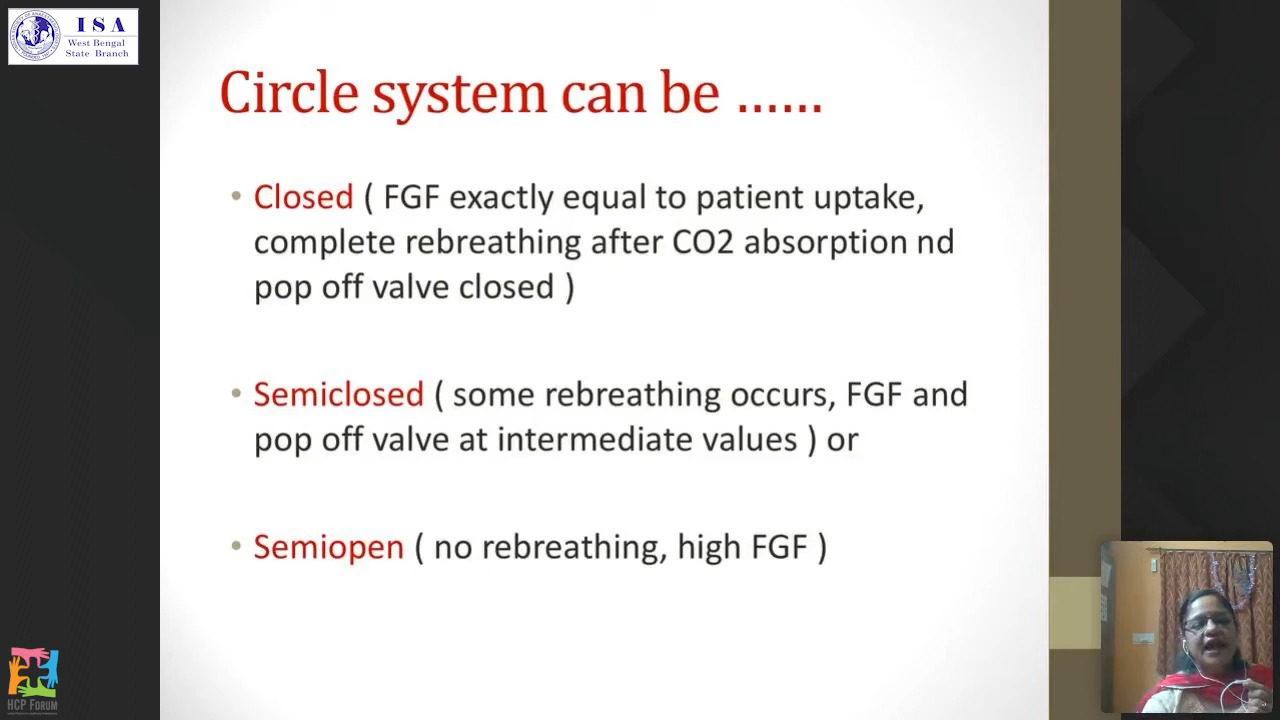 I S A
West Bengal
State Branch
Circle system can be ......
• Closed ( FGF exactly equal to patient uptake,
complete rebreathing after CO2 absorption nd
pop off valve closed )
• Semiclosed ( some rebreathing occurs, FGF and
pop off valve at intermediate values ) or
• Semiopen ( no rebreathing, high FGF )
HCP FORUM